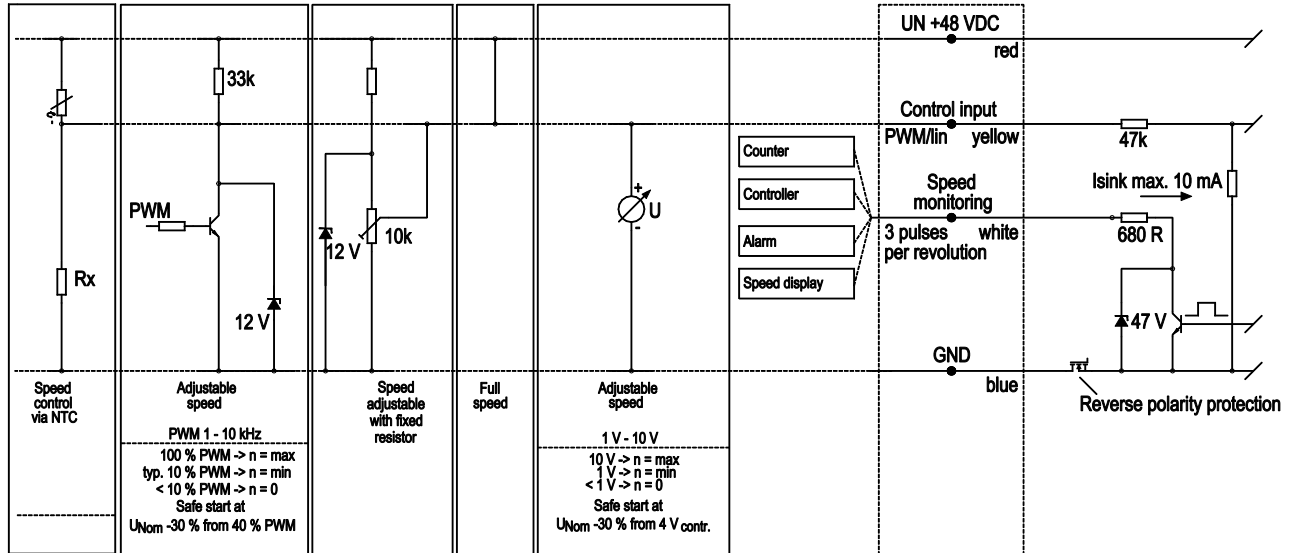 UN +48 VDC
red
33k
Control input
PWM/lin yellow
47k
Counter
Controller
Alarm
Speed display
Speed
monitoring
3 pulses white
per revolution
Isink max. 10 mA
680 R
PWM
+
U
-
10k
12 V
Rx
12 V
47 V
GND
blue
Reverse polarity protection
Speed
control
via NTC
Adjustable
speed
PWM 1 - 10 kHz
100 % PWM -> n = max
typ. 10 % PWM -> n = min
< 10 % PWM -> n = 0
Safe start at
UNom -30 % from 40 % PWM
Speed
adjustable
with fixed
resistor
Full
speed
Adjustable
speed
1 V - 10 V
10 V -> n = max
1 V -> n = min
< 1 V -> n = 0
Safe start at
UNom -30 % from 4 Vcontr.